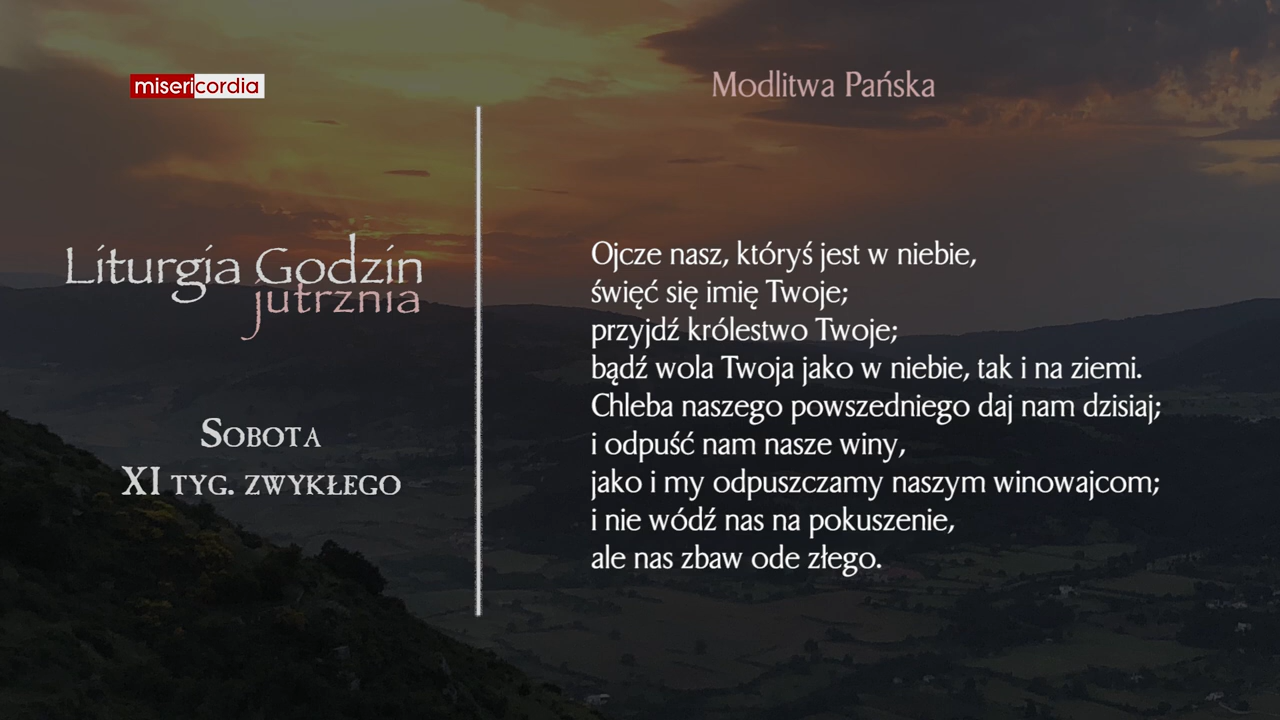 misericordia
Liturgia Godzin
jutrznia
Sobota
XI tyg. zwykłego
Modlitwa Pańska
Ojcze nasz, któryś jest w niebie,
święć się imię Twoje;
przyjdź królestwo Twoje;
bądź wola Twoja jako w niebie, tak i na ziemi.
Chleba naszego powszedniego daj nam dzisiaj;
i odpuść nam nasze winy,
jako i my odpuszczamy naszym winowajcom;
i nie wódź nas na pokuszenie,
ale nas zbaw ode złego.